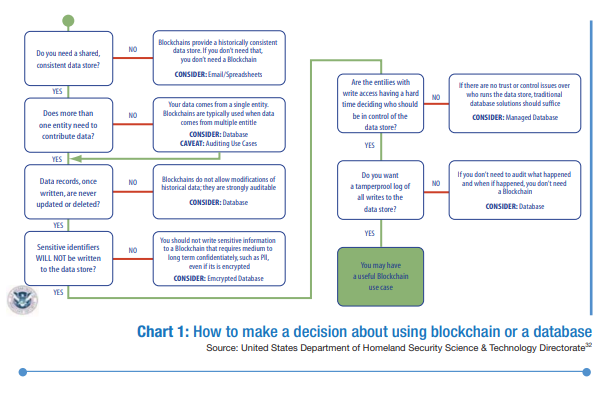 Do you need a shared,
consistent data store?
NO
Blockchains provide a historically consistent
data store. If you don't need that,
you don't need a Blockchain
CONSIDER: Email/Spreadsheets
YES
Does more than
one entity need to
contribute data?
NO
Your data comes from a single entity.
Blockchains are typically used when data
comes from multiple entitie
CONSIDER: Database
CAVEAT: Auditing Use Cases
YES
Data records, once
written, are never
updated or deleted?
NO
Blockchains do not allow modifications of
historical data; they are strongly auditable
CONSIDER: Database
YES
Sensitive identifiers
WILL NOT be written
to the data store?
NO
You should not write sensitive information
to a Blockchain that requires medium to
long term confidentiately, such as PII,
even if its is encrypted
CONSIDER: Emcrypted Database
YES
Are the entilies with
write access having a hard
time deciding who should
be in control of the
data store?
NO
If there are no trust or control issues over
who runs the data store, traditional
database solutions should suffice
CONSIDER: Managed Database
YES
Do you want
a tamperprool log of
all writes to the
data store?
NO
If you don't need to audit what happened
and when if happened, you don't need
a Blockchain
CONSIDER: Database
YES
You may have
a useful Blockchain
use case
Chart 1: How to make a decision about using blockchain or a database
Source: United States Department of Homeland Security Science & Technology Directorate32